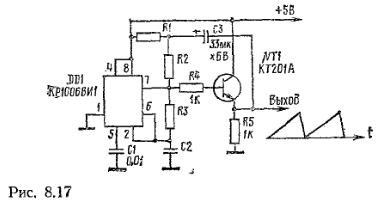 +5В
R1
C3
33мк
х6В
VT1
КТ201А
4
8
R2
DD1
КР1006ВИ1
7
R4
1К
1
6
R3
Выход
5
2
R5
1К
C1
0,01
C2
t
Рис. 8.17